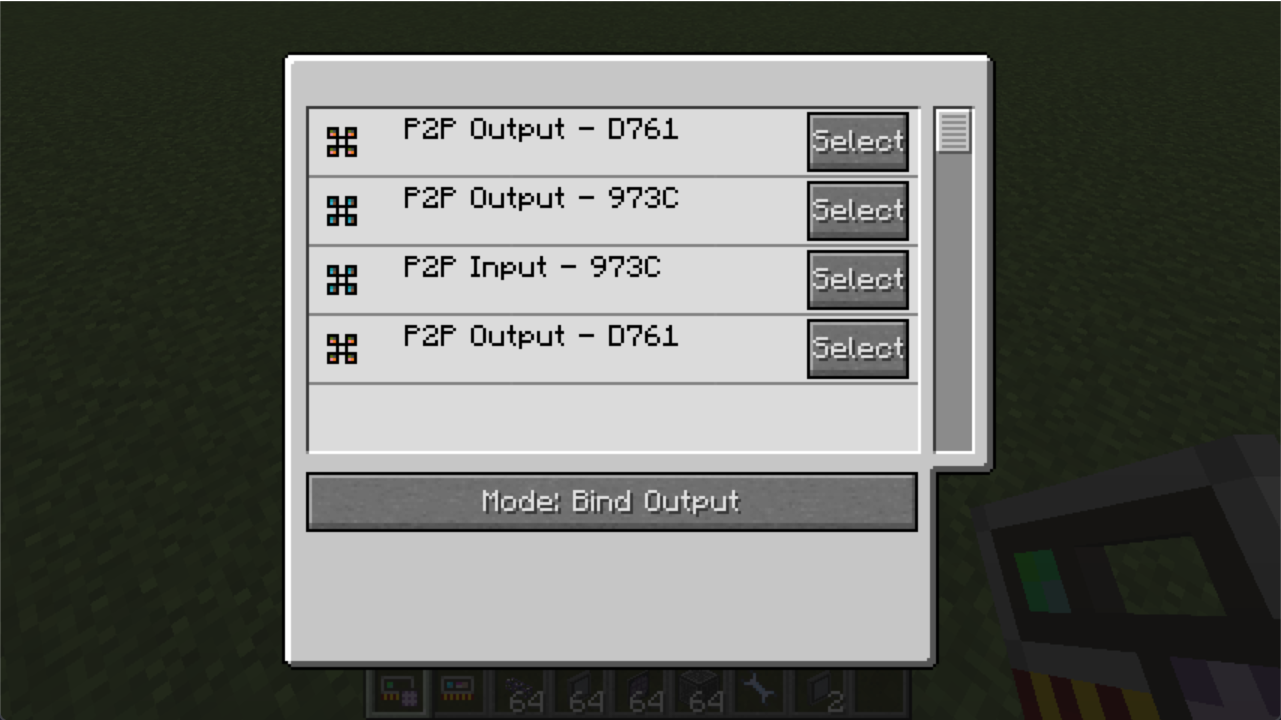 P2P Output - D761
Select
P2P Output - 973C
Select
P2P Input - 973C
Select
P2P Output - D761
Select
Mode: Bind Output
64
64
64
64
2